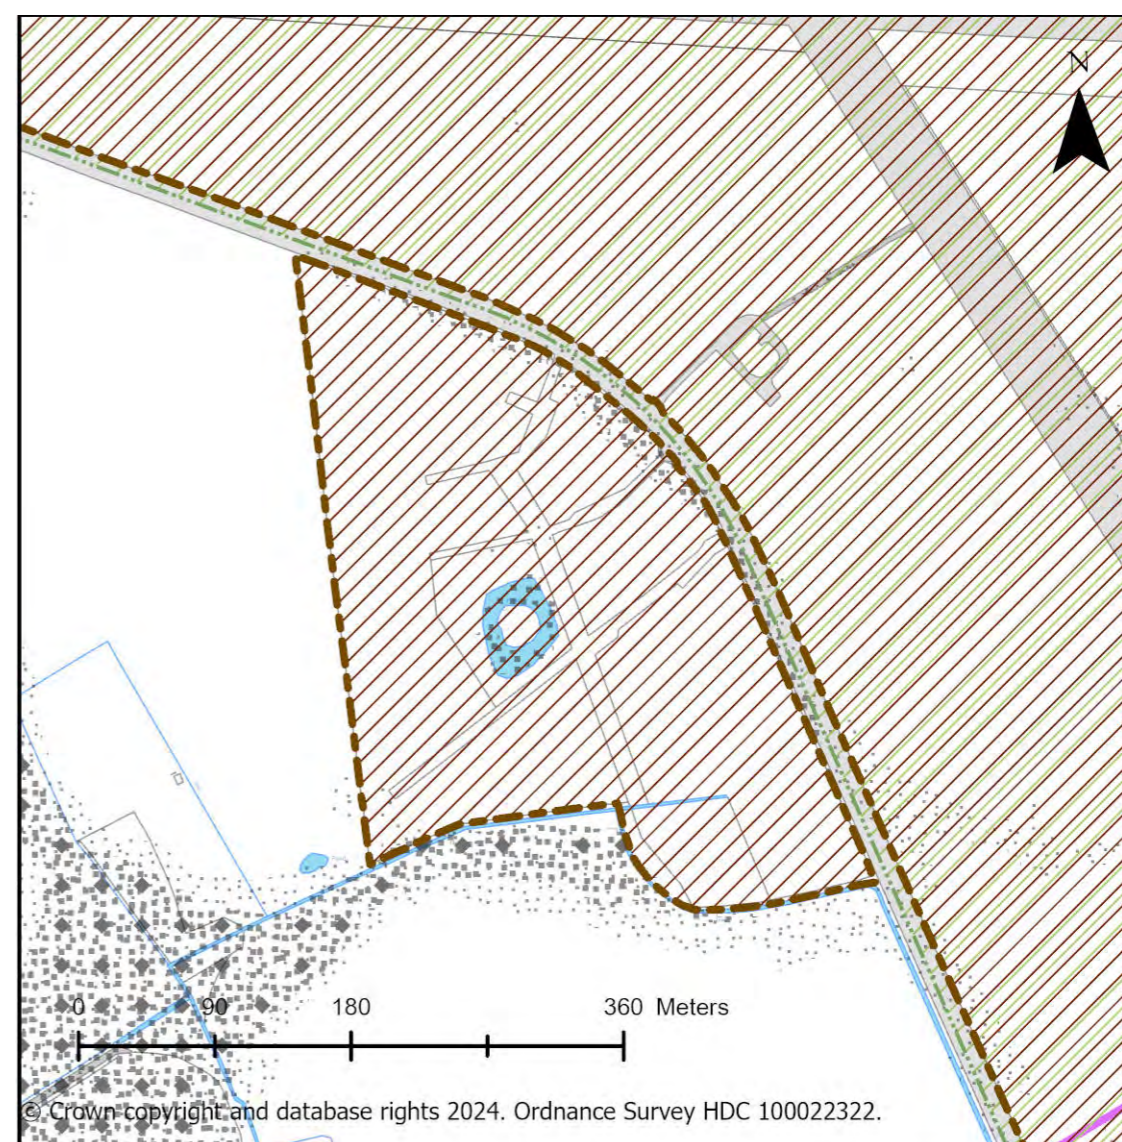 N
0 90 180 360 Meters
© Crown copyright and database rights 2024. Ordnance Survey HDC 100022322.